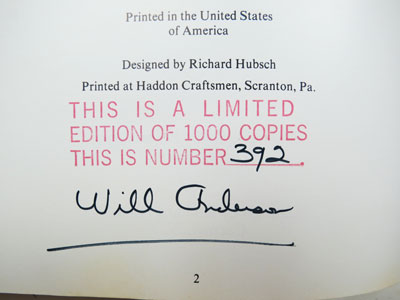 Printed in the United States
of America
Designed by Richard Hubsch
Printed at Haddon Craftsmen, Scranton, Pa.
THIS IS A LIMITED
EDITION OF 1000 COPIES
THIS IS NUMBER 392.
Will Anderson
2